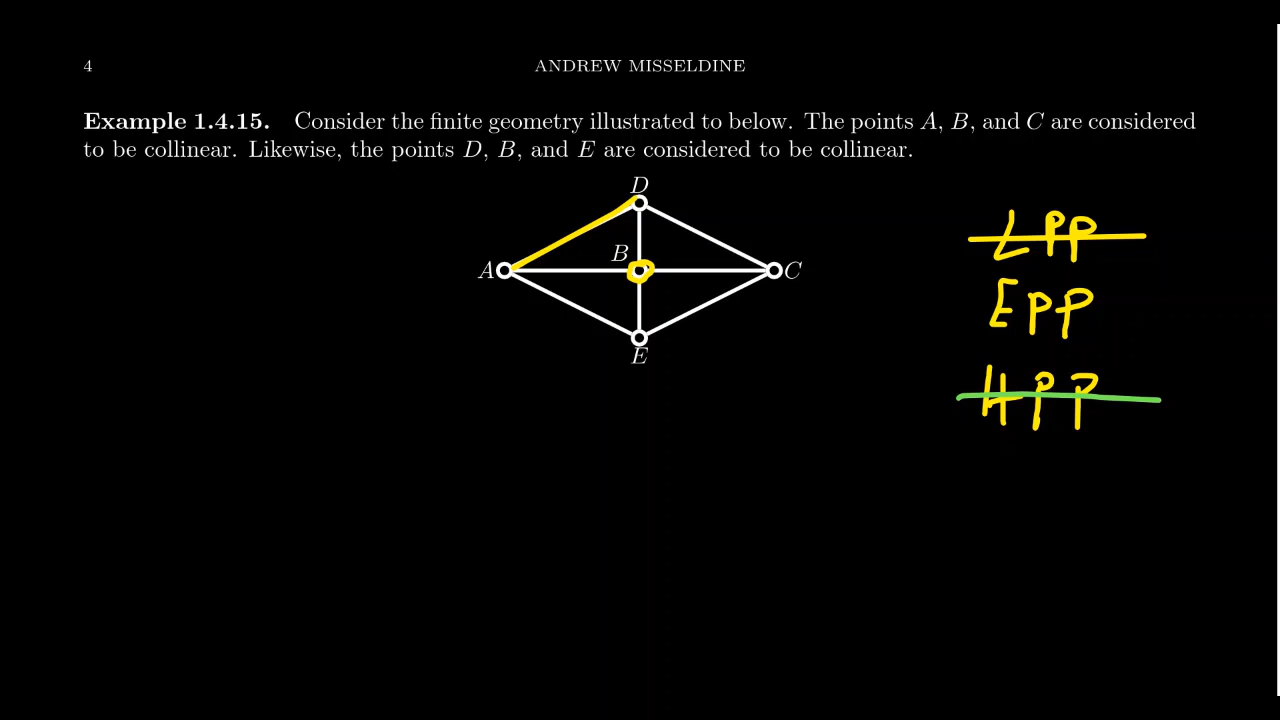 4 ANDREW MISSELDINE
Example 1.4.15. Consider the finite geometry illustrated to below. The points A, B, and C are considered
to be collinear. Likewise, the points D, B, and E are considered to be collinear.
D
B
A
C
E
LPP
EPP
HPP